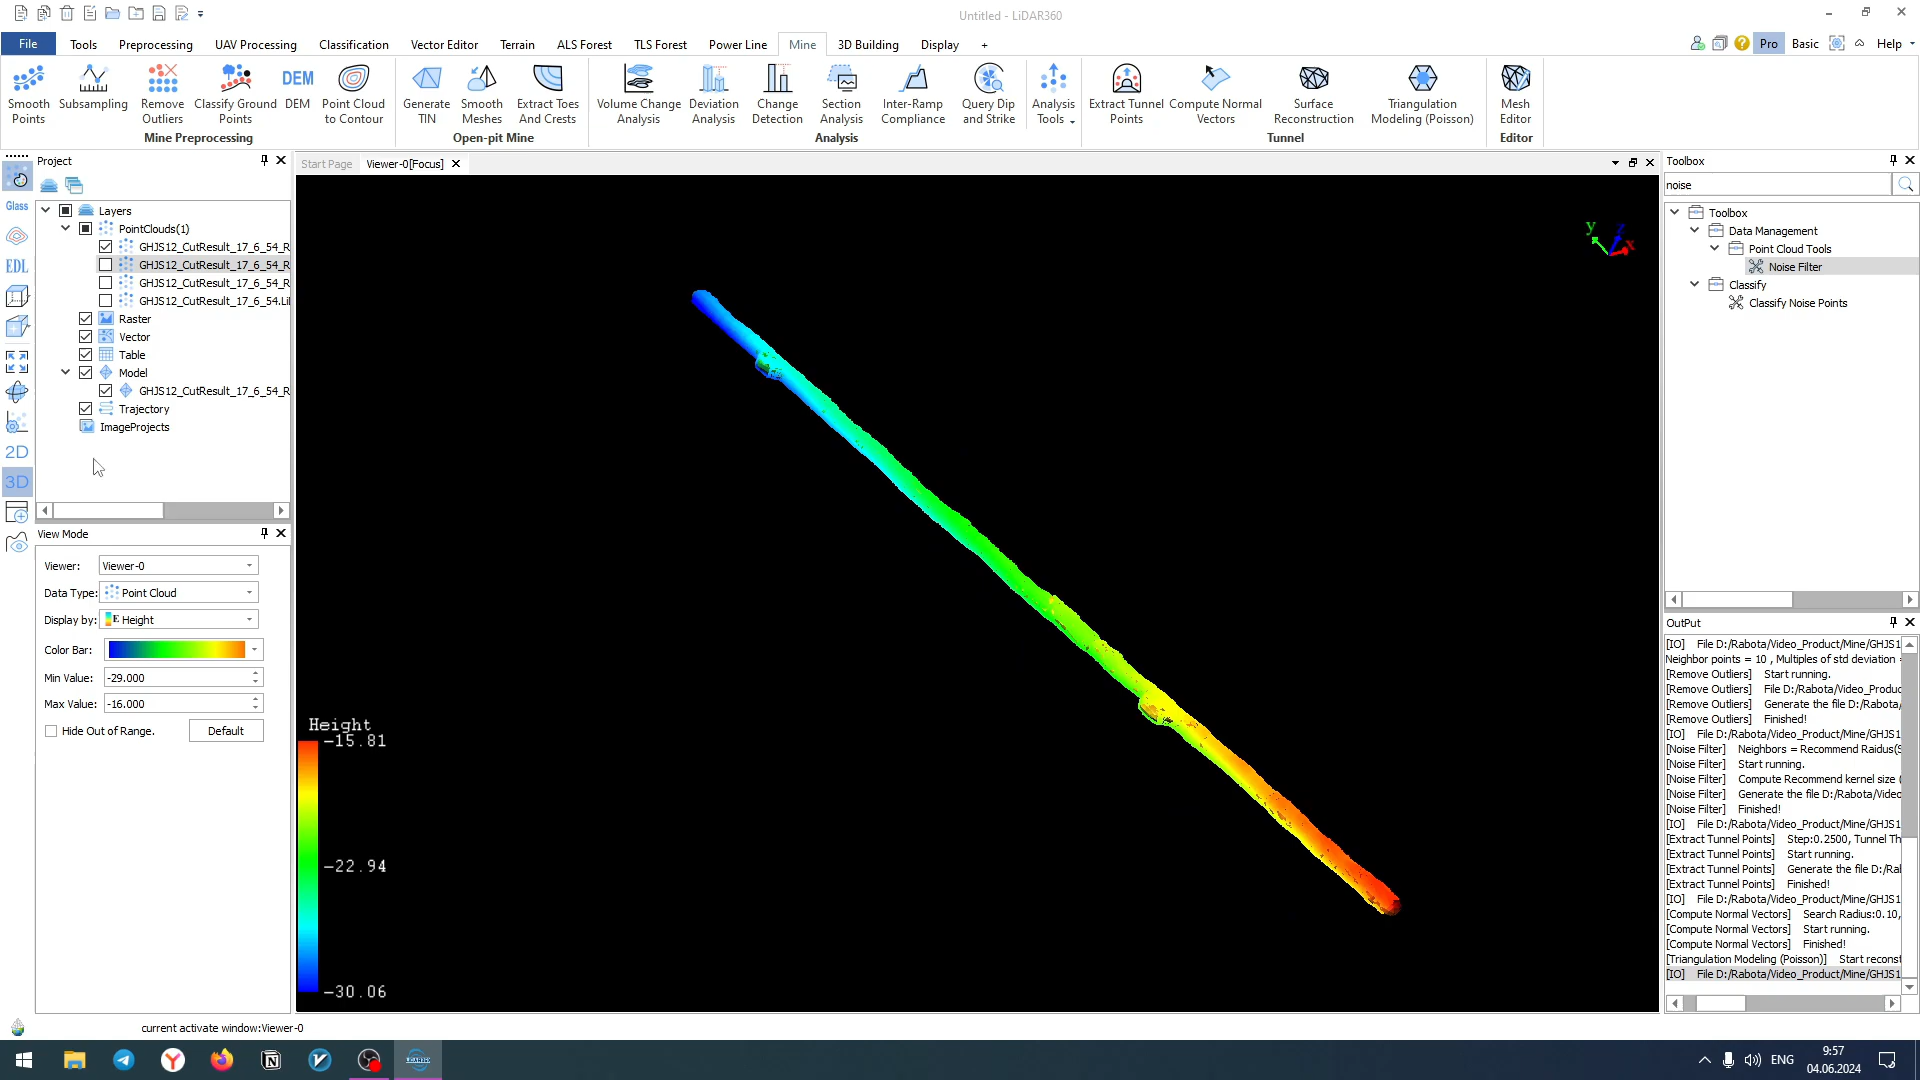 Untitled - LiDAR360
File
Tools
Preprocessing
UAV Processing
Classification
Vector Editor
Terrain
ALS Forest
TLS Forest
Power Line
Mine
3D Building
Display
+
Pro
Basic
Help
Smooth Points
Subsampling
Remove Outliers
Classify Ground Points
DEM
DEM
Point Cloud to Contour
Generate TIN
Smooth Meshes
Extract Toes And Crests
Volume Change Analysis
Deviation Analysis
Change Detection
Section Analysis
Inter-Ramp Compliance
Query Dip and Strike
Analysis Tools
Extract Tunnel Points
Compute Normal Vectors
Surface Reconstruction
Triangulation Modeling (Poisson)
Mesh Editor
Mine Preprocessing
Open-pit Mine
Analysis
Tunnel
Editor
Project
Start Page
Viewer-0[Focus]
Toolbox
Glass
EDL
2D
3D
Layers
PointClouds(1)
GHJS12_CutResult_17_6_54_R
GHJS12_CutResult_17_6_54_R
GHJS12_CutResult_17_6_54_R
GHJS12_CutResult_17_6_54.Li
Raster
Vector
Table
Model
GHJS12_CutResult_17_6_54_R
Trajectory
ImageProjects
View Mode
Viewer: Viewer-0
Data Type: Point Cloud
Display by: E Height
Color Bar:
Min Value: -29.000
Max Value: -16.000
Hide Out of Range.
Default
y
z
x
Height
-15.81
-22.94
-30.06
noise
Toolbox
Data Management
Point Cloud Tools
Noise Filter
Classify
Classify Noise Points
OutPut
[IO] File D:/Rabota/Video_Product/Mine/GHJS1
Neighbor points = 10 , Multiples of std deviation
[Remove Outliers] Start running.
[Remove Outliers] File D:/Rabota/Video_Produc
[Remove Outliers] Generate the file D:/Rabota/
[Remove Outliers] Finished!
[IO] File D:/Rabota/Video_Product/Mine/GHJS1
[Noise Filter] Neighbors = Recommend Raidus(S
[Noise Filter] Start running.
[Noise Filter] Compute Recommend kernel size (
[Noise Filter] Generate the file D:/Rabota/Video
[Noise Filter] Finished!
[IO] File D:/Rabota/Video_Product/Mine/GHJS1
[Extract Tunnel Points] Step:0.2500, Tunnel Th
[Extract Tunnel Points] Start running.
[Extract Tunnel Points] Generate the file D:/Ral
[Extract Tunnel Points] Finished!
[IO] File D:/Rabota/Video_Product/Mine/GHJS1
[Compute Normal Vectors] Search Radius:0.10,
[Compute Normal Vectors] Start running.
[Compute Normal Vectors] Finished!
[Triangulation Modeling (Poisson)] Start reconst
[IO] File D:/Rabota/Video_Product/Mine/GHJS1
current activate window:Viewer-0
ENG
9:57
04.06.2024